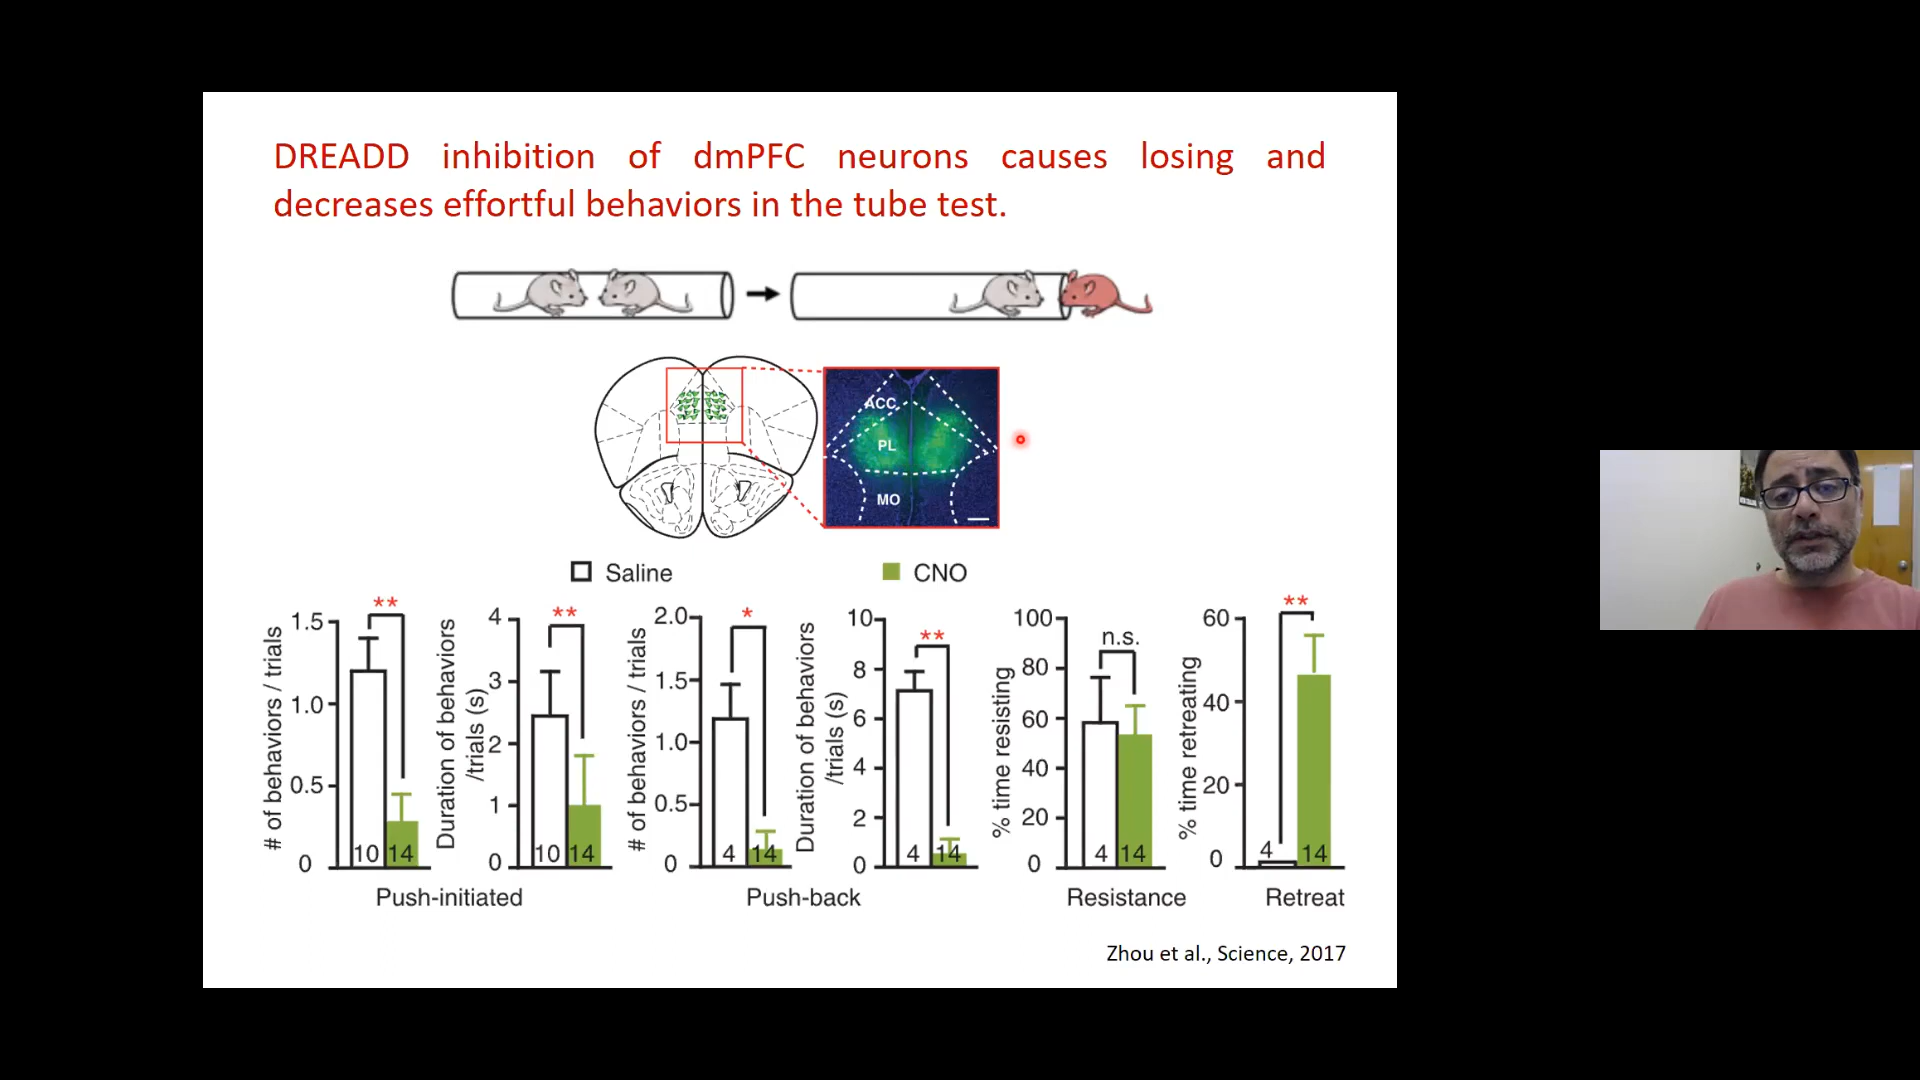 DREADD inhibition of dmPFC neurons causes losing and
decreases effortful behaviors in the tube test.
ACC
PL
MO
Saline
CNO
# of behaviors / trials
1.5
1.0
0.5
0
**
10
14
Duration of behaviors
/trials (s)
4
3
2
1
0
**
10
14
Push-initiated
# of behaviors / trials
2.0
1.5
1.0
0.5
0
*
4
14
Duration of behaviors
/trials (s)
10
8
6
4
2
0
**
4
14
Push-back
% time resisting
100
80
60
40
20
0
n.s.
4
14
Resistance
% time retreating
60
40
20
0
**
4
14
Retreat
Zhou et al., Science, 2017